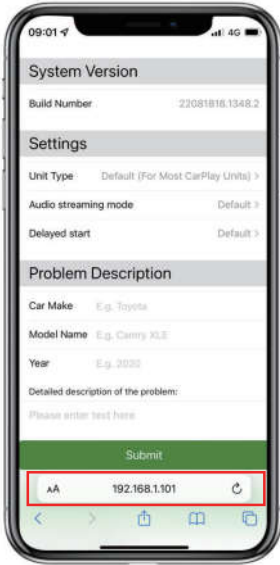 09:01 4G
System Version
Build Number 22081818.1348.2
Settings
Unit Type Default (For Most CarPlay Units) >
Audio streaming mode Default >
Delayed start Default >
Problem Description
Car Make E.g. Toyota
Model Name E.g. Camry XLE
Year E.g. 2020
Detailed description of the problem:
Please enter text here
Submit
AA 192.168.1.101